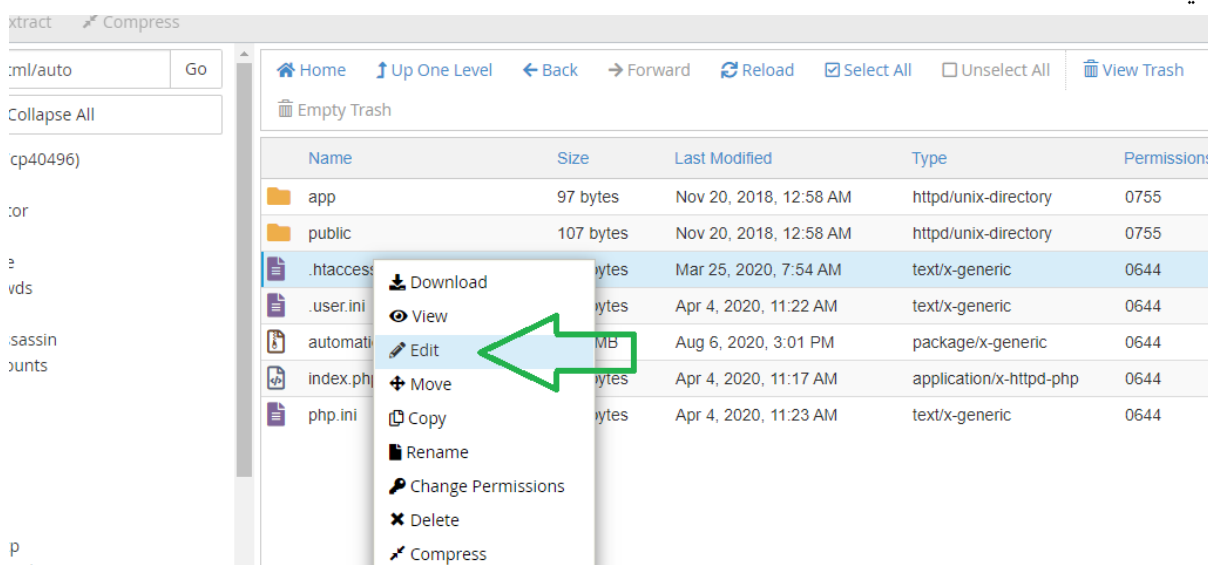 xtract Compress
tml/auto Go
Collapse All
cp40496)
tor
e
vds
sassin
ounts
p
Home Up One Level Back Forward Reload Select All Unselect All View Trash
Empty Trash
Name Size Last Modified Type Permissions
app 97 bytes Nov 20, 2018, 12:58 AM httpd/unix-directory 0755
public 107 bytes Nov 20, 2018, 12:58 AM httpd/unix-directory 0755
.htaccess bytes Mar 25, 2020, 7:54 AM text/x-generic 0644
.user.ini bytes Apr 4, 2020, 11:22 AM text/x-generic 0644
automati MB Aug 6, 2020, 3:01 PM package/x-generic 0644
index.php bytes Apr 4, 2020, 11:17 AM application/x-httpd-php 0644
php.ini bytes Apr 4, 2020, 11:23 AM text/x-generic 0644
Download
View
Edit
Move
Copy
Rename
Change Permissions
Delete
Compress